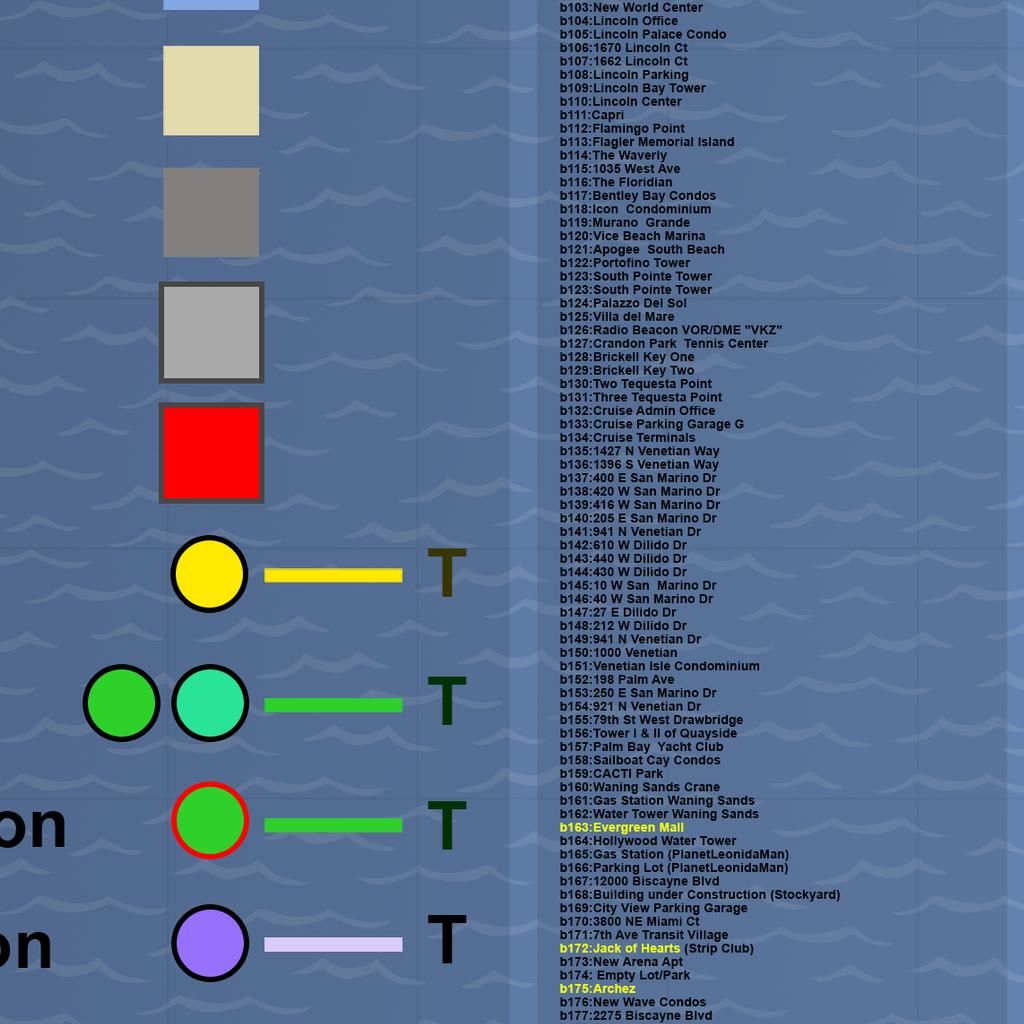 b103:New World Center
b104:Lincoln Office
b105:Lincoln Palace Condo
b106:1670 Lincoln Ct
b107:1662 Lincoln Ct
b108:Lincoln Parking
b109:Lincoln Bay Tower
b110:Lincoln Center
b111:Capri
b112:Flamingo Point
b113:Flagler Memorial Island
b114:The Waverly
b115:1035 West Ave
b116:The Floridian
b117:Bentley Bay Condos
b118:Icon  Condominium
b119:Murano  Grande
b120:Vice Beach Marina
b121:Apogee  South Beach
b122:Portofino Tower
b123:South Pointe Tower
b123:South Pointe Tower
b124:Palazzo Del Sol
b125:Villa del Mare
b126:Radio Beacon VOR/DME "VKZ"
b127:Crandon Park  Tennis Center
b128:Brickell Key One
b129:Brickell Key Two
b130:Two Tequesta Point
b131:Three Tequesta Point
b132:Cruise Admin Office
b133:Cruise Parking Garage G
b134:Cruise Terminals
b135:1427 N Venetian Way
b136:1396 S Venetian Way
b137:400 E San Marino Dr
b138:420 W San Marino Dr
b139:416 W San Marino Dr
b140:205 E San Marino Dr
b141:941 N Venetian Dr
b142:610 W Dilido Dr
b143:440 W Dilido Dr
b144:430 W Dilido Dr
b145:10 W San  Marino Dr
b146:40 W San Marino Dr
b147:27 E Dilido Dr
b148:212 W Dilido Dr
b149:941 N Venetian Dr
b150:1000 Venetian
b151:Venetian Isle Condominium
b152:198 Palm Ave
b153:250 E San Marino Dr
b154:921 N Venetian Dr
b155:79th St West Drawbridge
b156:Tower I & II of Quayside
b157:Palm Bay  Yacht Club
b158:Sailboat Cay Condos
b159:CACTI Park
b160:Waning Sands Crane
b161:Gas Station Waning Sands
b162:Water Tower Waning Sands
b163:Evergreen Mall
b164:Hollywood Water Tower
b165:Gas Station (PlanetLeonidaMan)
b166:Parking Lot (PlanetLeonidaMan)
b167:12000 Biscayne Blvd
b168:Building under Construction (Stockyard)
b169:City View Parking Garage
b170:3800 NE Miami Ct
b171:7th Ave Transit Village
b172:Jack of Hearts (Strip Club)
b173:New Arena Apt
b174: Empty Lot/Park
b175:Archez
b176:New Wave Condos
b177:2275 Biscayne Blvd
T
T
on T
on T